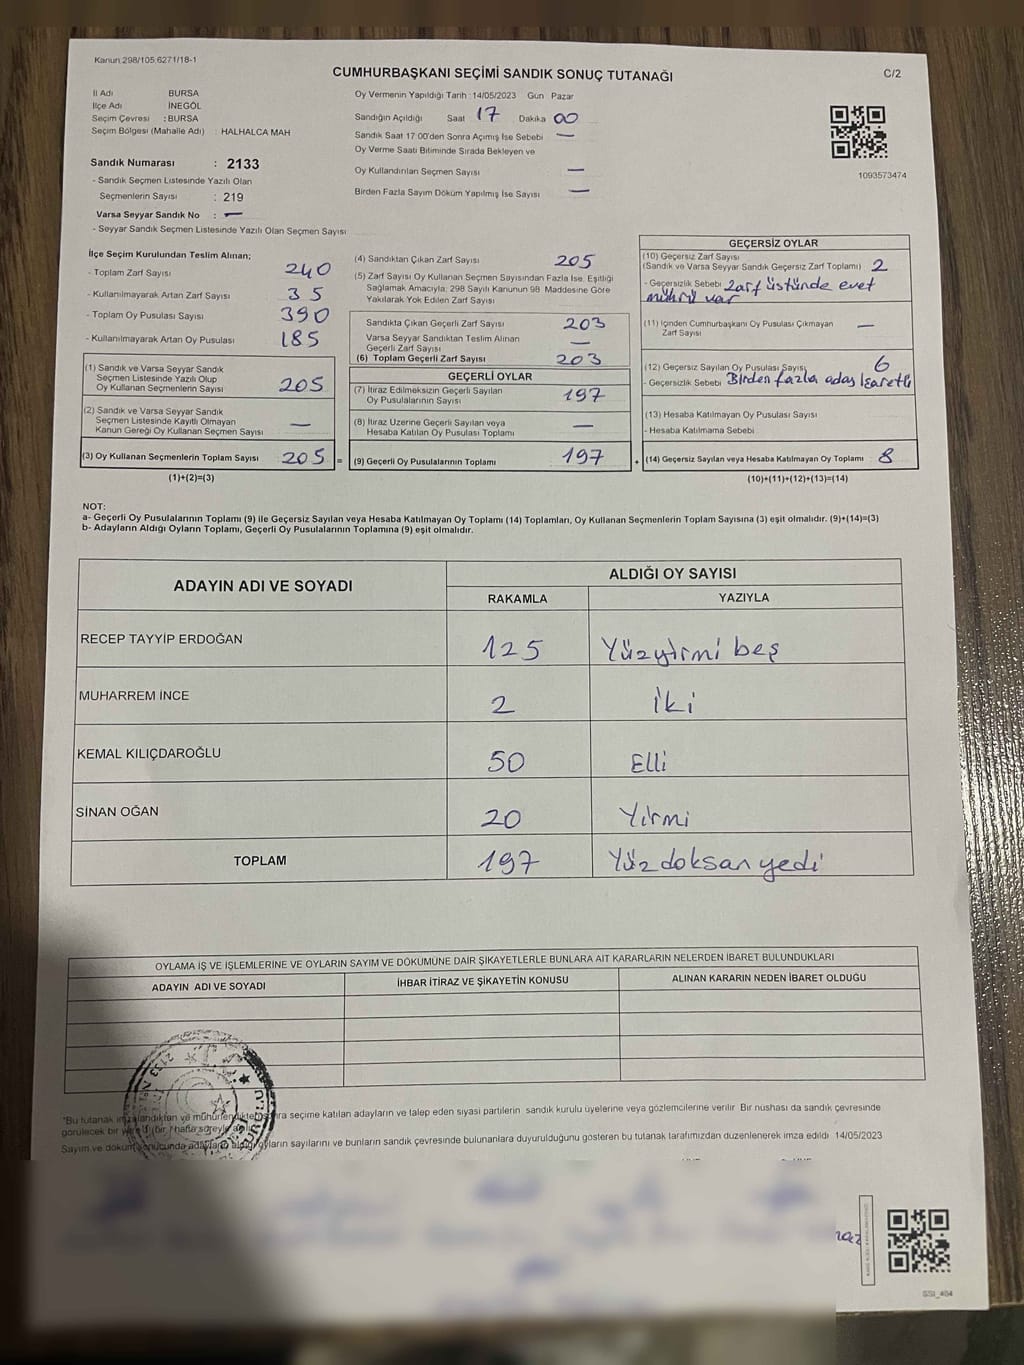 Kanun 298/105 6271/18-1
CUMHURBAŞKANI SEÇİMİ SANDIK SONUÇ TUTANAĞI
C/2
İl Adı BURSA
İlçe Adı İNEGÖL
Seçim Çevresi : BURSA
Seçim Bölgesi (Mahalle Adı) : HALHALCA MAH
Sandık Numarası : 2133
- Sandık Seçmen Listesinde Yazılı Olan
Seçmenlerin Sayısı : 219
Varsa Seyyar Sandık No : —
- Seyyar Sandık Seçmen Listesinde Yazılı Olan Seçmen Sayısı
Oy Vermenin Yapıldığı Tarih : 14/05/2023 Gün Pazar
Sandığın Açıldığı Saat 17 Dakika 00
Sandık Saat 17:00'den Sonra Açılmış İse Sebebi —
Oy Verme Saati Bitiminde Sırada Bekleyen ve
Oy Kullandırılan Seçmen Sayısı —
Birden Fazla Sayım Döküm Yapılmış İse Sayısı —
1093573474
İlçe Seçim Kurulundan Teslim Alınan;
- Toplam Zarf Sayısı 240
- Kullanılmayarak Artan Zarf Sayısı 35
- Toplam Oy Pusulası Sayısı 390
- Kullanılmayarak Artan Oy Pusulası 185
(1) Sandık ve Varsa Seyyar Sandık
Seçmen Listesinde Yazılı Olup
Oy Kullanan Seçmenlerin Sayısı 205
(2) Sandık ve Varsa Seyyar Sandık
Seçmen Listesinde Kayıtlı Olmayan
Kanun Gereği Oy Kullanan Seçmen Sayısı —
(3) Oy Kullanan Seçmenlerin Toplam Sayısı 205 =
(1)+(2)=(3)
(4) Sandıktan Çıkan Zarf Sayısı 205
(5) Zarf Sayısı Oy Kullanan Seçmen Sayısından Fazla İse, Eşitliği
Sağlamak Amacıyla; 298 Sayılı Kanunun 98. Maddesine Göre
Yakılarak Yok Edilen Zarf Sayısı
Sandıkta Çıkan Geçerli Zarf Sayısı 203
Varsa Seyyar Sandıktan Teslim Alınan
Geçerli Zarf Sayısı —
(6) Toplam Geçerli Zarf Sayısı 203
GEÇERLİ OYLAR
(7) İtiraz Edilmeksizin Geçerli Sayılan
Oy Pusulalarının Sayısı 197
(8) İtiraz Üzerine Geçerli Sayılan veya
Hesaba Katılan Oy Pusulası Toplamı —
(9) Geçerli Oy Pusulalarının Toplamı 197 +
GEÇERSİZ OYLAR
(10) Geçersiz Zarf Sayısı
(Sandık ve Varsa Seyyar Sandık Geçersiz Zarf Toplamı) 2
- Geçersizlik Sebebi Zarf üstünde evet
mührü var
(11) İçinden Cumhurbaşkanı Oy Pusulası Çıkmayan
Zarf Sayısı —
(12) Geçersiz Sayılan Oy Pusulası Sayısı 6
- Geçersizlik Sebebi Birden fazla aday İşaretli
(13) Hesaba Katılmayan Oy Pusulası Sayısı
- Hesaba Katılmama Sebebi
(14) Geçersiz Sayılan veya Hesaba Katılmayan Oy Toplamı 8
(10)+(11)+(12)+(13)=(14)
NOT:
a- Geçerli Oy Pusulalarının Toplamı (9) ile Geçersiz Sayılan veya Hesaba Katılmayan Oy Toplamı (14) Toplamları, Oy Kullanan Seçmenlerin Toplam Sayısına (3) eşit olmalıdır. (9)+(14)=(3)
b- Adayların Aldığı Oyların Toplamı, Geçerli Oy Pusulalarının Toplamına (9) eşit olmalıdır.
ADAYIN ADI VE SOYADI
ALDIĞI OY SAYISI
RAKAMLA YAZIYLA
RECEP TAYYİP ERDOĞAN 125 Yüzyirmi beş
MUHARREM İNCE 2 İki
KEMAL KILIÇDAROĞLU 50 Elli
SİNAN OĞAN 20 Yirmi
TOPLAM 197 Yüz doksan yedi
OYLAMA İŞ VE İŞLEMLERİNE VE OYLARIN SAYIM VE DÖKÜMÜNE DAİR ŞİKAYETLERLE BUNLARA AİT KARARLARIN NELERDEN İBARET BULUNDUKLARI
ADAYIN ADI VE SOYADI İHBAR İTİRAZ VE ŞİKAYETİN KONUSU ALINAN KARARIN NEDEN İBARET OLDUĞU
2133
*Bu tutanak imzalandıktan ve mühürlendikten sonra seçime katılan adayların ve talep eden siyasi partilerin sandık kurulu üyelerine veya gözlemcilerine verilir Bir nüshası da sandık çevresinde
görülecek bir yere bir hafta süreyle
Sayım ve döküm sonucunda adayların aldığı oyların sayılarını ve bunların sandık çevresinde bulunanlara duyurulduğunu gösteren bu tutanak tarafımızdan düzenlenerek imza edildi 14/05/2023
SSI_404